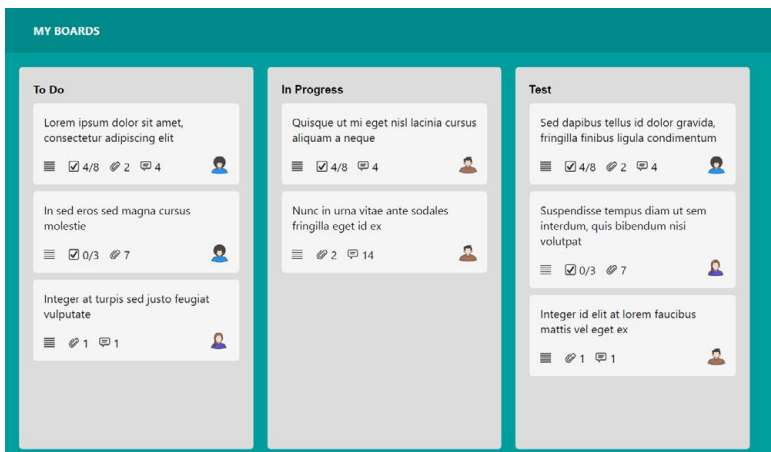 MY BOARDS
To Do
Lorem ipsum dolor sit amet,
consectetur adipiscing elit
4/8 2 4
In sed eros sed magna cursus
molestie
0/3 7
Integer at turpis sed justo feugiat
vulputate
1 1
In Progress
Quisque ut mi eget nisl lacinia cursus
aliquam a neque
4/8 4
Nunc in urna vitae ante sodales
fringilla eget id ex
2 14
Test
Sed dapibus tellus id dolor gravida,
fringilla finibus ligula condimentum
4/8 2 4
Suspendisse tempus diam ut sem
interdum, quis bibendum nisi
volutpat
0/3 7
Integer id elit at lorem faucibus
mattis vel eget ex
1 1